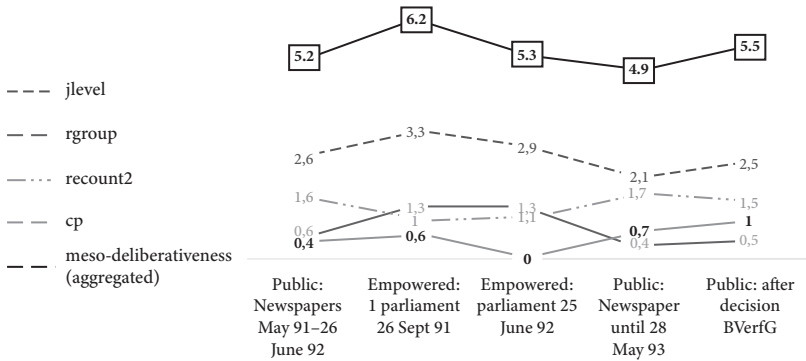 6.2
5.2
5.3
4.9
5.5
jlevel
rgroup
recount2
cp
meso-deliberativeness
(aggregated)
2,6
3,3
2,9
2,1
2,5
1,6
1,3
1
1,3
1,1
1,7
1,5
0,6
0,4
0,6
0
0,7
0,4
1
0,5
Public:
Newspapers
May 91–26
June 92
Empowered:
1 parliament
26 Sept 91
Empowered:
parliament 25
June 92
Public:
Newspaper
until 28
May 93
Public: after
decision
BVerfG